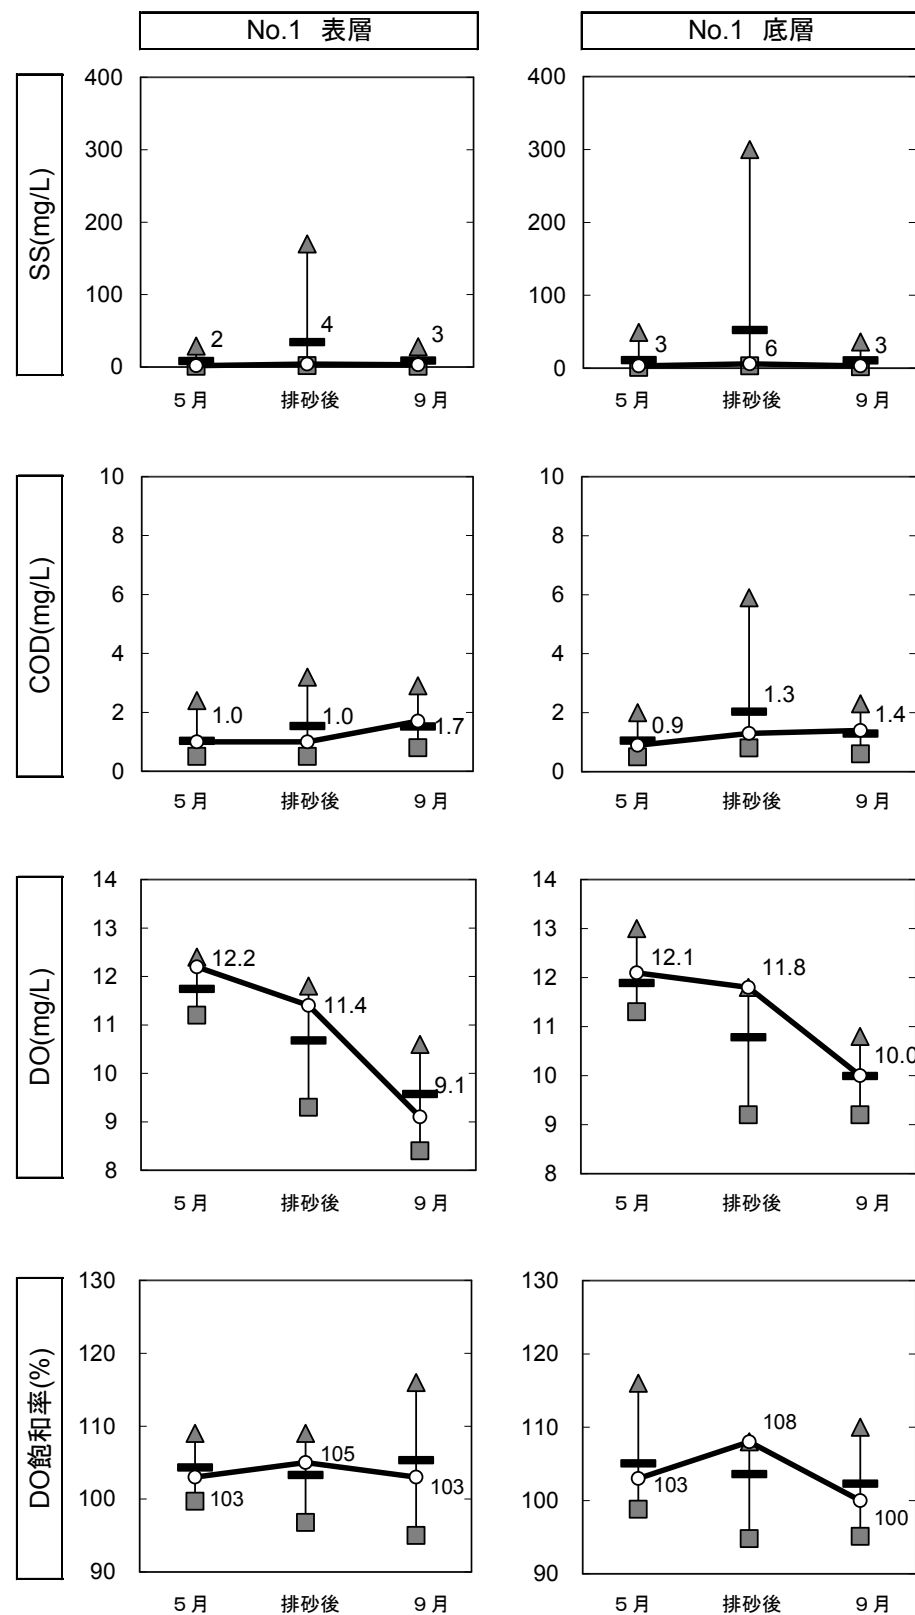 No.1 表層
No.1 底層
SS(mg/L)
400
300
200
100
0
2
4
3
5月
排砂後
9月
400
300
200
100
0
3
6
3
5月
排砂後
9月
COD(mg/L)
10
8
6
4
2
0
1.0
1.0
1.7
5月
排砂後
9月
10
8
6
4
2
0
0.9
1.3
1.4
5月
排砂後
9月
DO(mg/L)
14
13
12
11
10
9
8
12.2
11.4
9.1
5月
排砂後
9月
14
13
12
11
10
9
8
12.1
11.8
10.0
5月
排砂後
9月
DO飽和率(%)
130
120
110
100
90
103
105
103
5月
排砂後
9月
130
120
110
100
90
103
108
100
5月
排砂後
9月